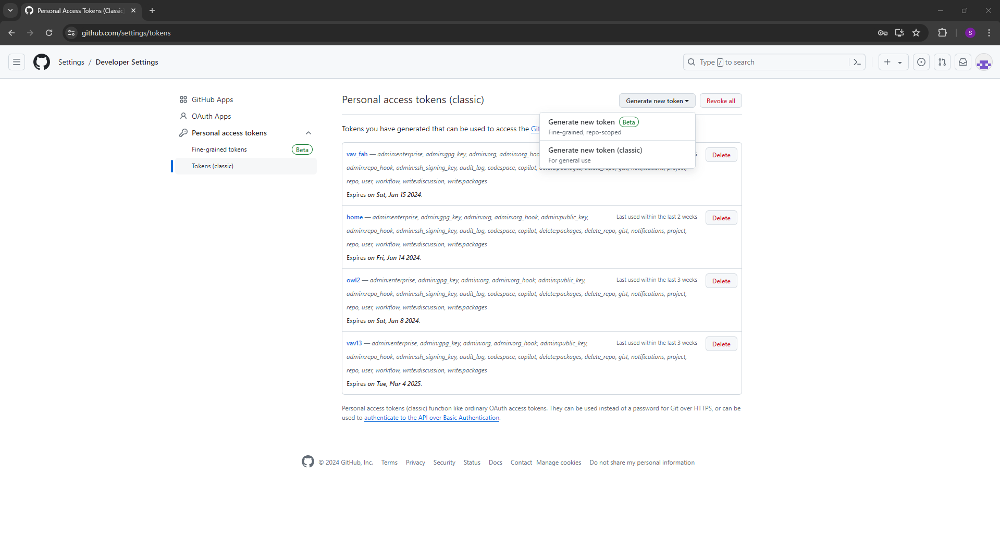 Personal Access Tokens (Classic)
github.com/settings/tokens
S
Settings / Developer Settings
Type / to search
GitHub Apps
OAuth Apps
Personal access tokens
Fine-grained tokens Beta
Tokens (classic)
Personal access tokens (classic)
Generate new token
Revoke all
Generate new token Beta
Fine-grained, repo-scoped
Generate new token (classic)
For general use
Tokens you have generated that can be used to access the Git
vav_fah — admin:enterprise, admin:gpg_key, admin:org, admin:org_hoo
s
Delete
admin:repo_hook, admin:ssh_signing_key, audit_log, codespace, copilot, delete:packages, delete_repo, gist, notifications, project,
repo, user, workflow, write:discussion, write:packages
Expires on Sat, Jun 15 2024.
home — admin:enterprise, admin:gpg_key, admin:org, admin:org_hook, admin:public_key,
Last used within the last 2 weeks
Delete
admin:repo_hook, admin:ssh_signing_key, audit_log, codespace, copilot, delete:packages, delete_repo, gist, notifications, project,
repo, user, workflow, write:discussion, write:packages
Expires on Fri, Jun 14 2024.
owl2 — admin:enterprise, admin:gpg_key, admin:org, admin:org_hook, admin:public_key,
Last used within the last 3 weeks
Delete
admin:repo_hook, admin:ssh_signing_key, audit_log, codespace, copilot, delete:packages, delete_repo, gist, notifications, project,
repo, user, workflow, write:discussion, write:packages
Expires on Sat, Jun 8 2024.
vav13 — admin:enterprise, admin:gpg_key, admin:org, admin:org_hook, admin:public_key,
Last used within the last 3 weeks
Delete
admin:repo_hook, admin:ssh_signing_key, audit_log, codespace, copilot, delete:packages, delete_repo, gist, notifications, project,
repo, user, workflow, write:discussion, write:packages
Expires on Tue, Mar 4 2025.
Personal access tokens (classic) function like ordinary OAuth access tokens. They can be used instead of a password for Git over HTTPS, or can be
used to authenticate to the API over Basic Authentication.
© 2024 GitHub, Inc. Terms Privacy Security Status Docs Contact Manage cookies Do not share my personal information